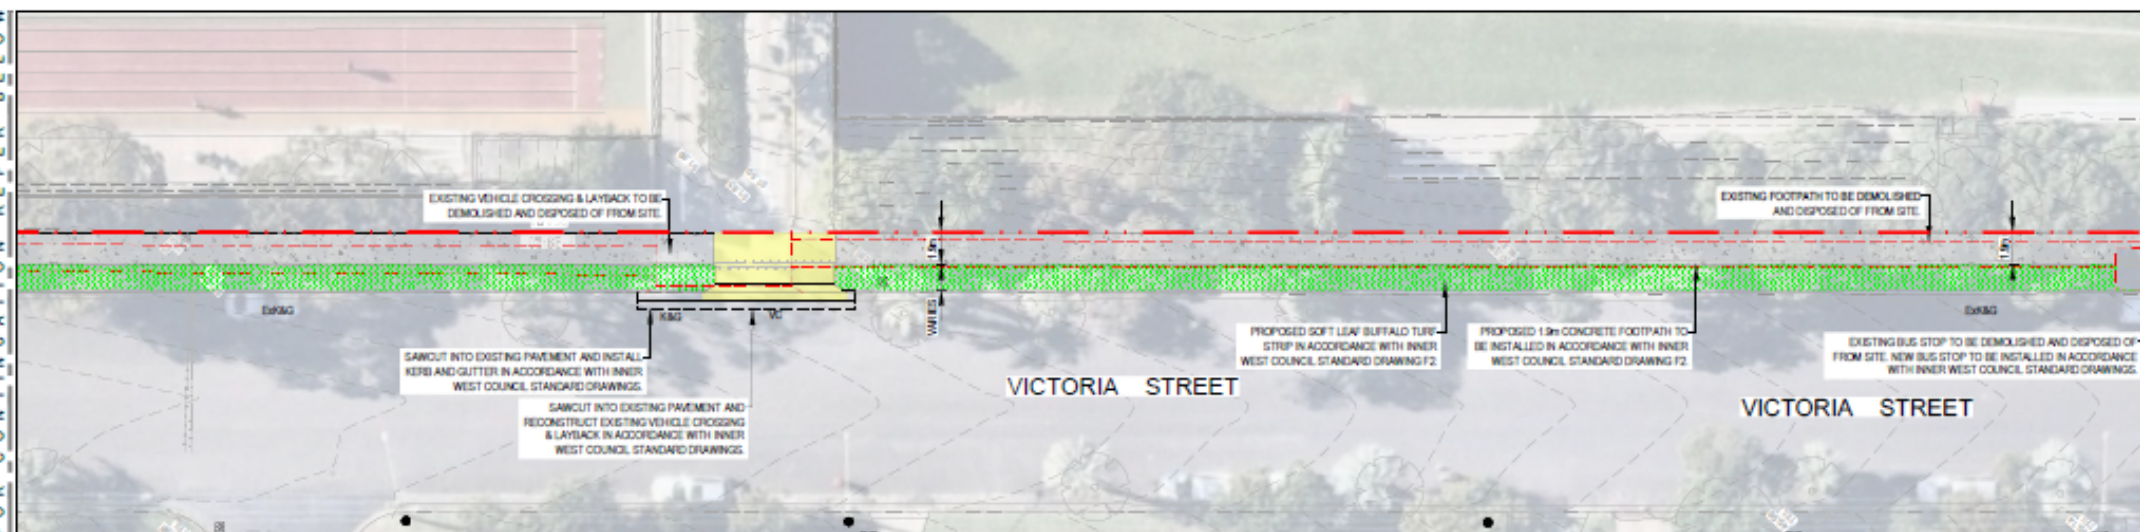 EXISTING VEHICLE CROSSING & LAYBACK TO BE
DEMOLISHED AND DISPOSED OF FROM SITE.
EXISTING FOOTPATH TO BE DEMOLISHED
AND DISPOSED OF FROM SITE.
1.9m
1.9m
VARIES
ExK&G
K&G
VC
ExK&G
SAWCUT INTO EXISTING PAVEMENT AND INSTALL
KERB AND GUTTER IN ACCORDANCE WITH INNER
WEST COUNCIL STANDARD DRAWINGS.
SAWCUT INTO EXISTING PAVEMENT AND
RECONSTRUCT EXISTING VEHICLE CROSSING
& LAYBACK IN ACCORDANCE WITH INNER
WEST COUNCIL STANDARD DRAWINGS.
VICTORIA STREET
PROPOSED SOFT LEAF BUFFALO TURF
STRIP IN ACCORDANCE WITH INNER
WEST COUNCIL STANDARD DRAWING F2.
PROPOSED 1.9m CONCRETE FOOTPATH TO
BE INSTALLED IN ACCORDANCE WITH INNER
WEST COUNCIL STANDARD DRAWING F2.
EXISTING BUS STOP TO BE DEMOLISHED AND DISPOSED OF
FROM SITE. NEW BUS STOP TO BE INSTALLED IN ACCORDANCE
WITH INNER WEST COUNCIL STANDARD DRAWINGS.
VICTORIA STREET